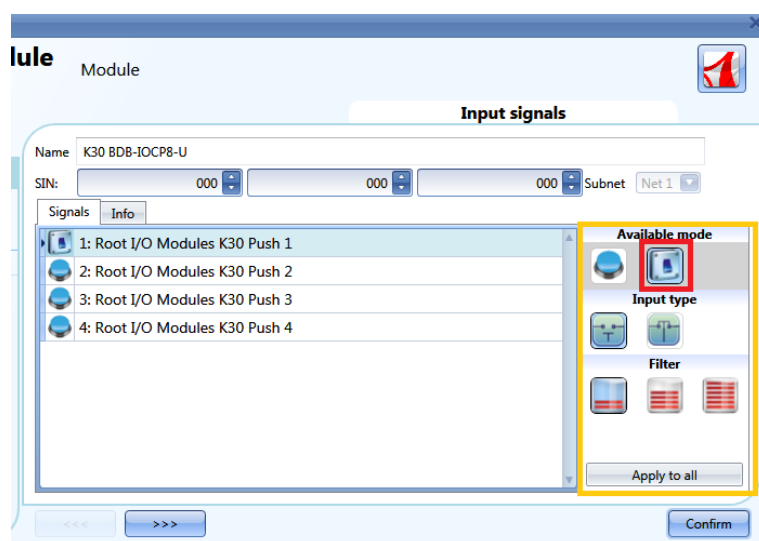 lule
Module
Input signals
Name K30 BDB-IOCP8-U
SIN: 000 000 000 Subnet Net 1
Signals Info
Available mode
1: Root I/O Modules K30 Push 1
2: Root I/O Modules K30 Push 2
3: Root I/O Modules K30 Push 3
4: Root I/O Modules K30 Push 4
Input type
Filter
Apply to all
<<< >>> Confirm